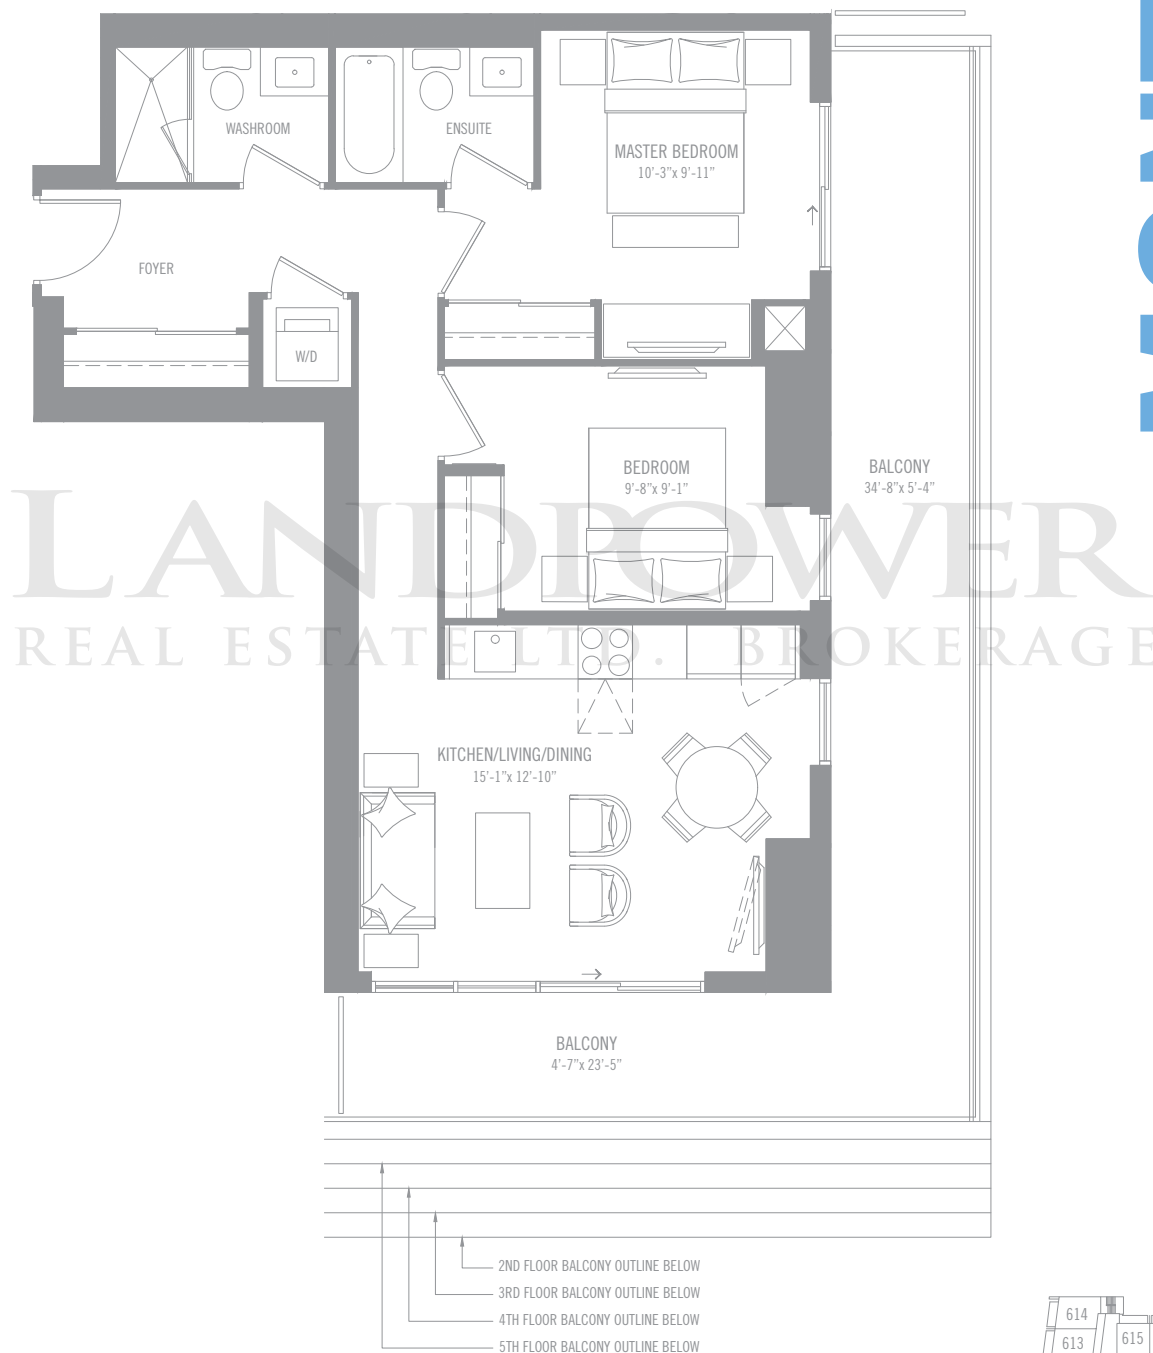 WASHROOM
ENSUITE
MASTER BEDROOM
10'-3"x 9'-11"
FOYER
W/D
BEDROOM
9'-8"x 9'-1"
BALCONY
34'-8"x 5'-4"
LANDPOWER
REAL ESTATE LTD. BROKERAGE
KITCHEN/LIVING/DINING
15'-1"x 12'-10"
BALCONY
4'-7"x 23'-5"
2ND FLOOR BALCONY OUTLINE BELOW
3RD FLOOR BALCONY OUTLINE BELOW
4TH FLOOR BALCONY OUTLINE BELOW
5TH FLOOR BALCONY OUTLINE BELOW
614
613
615